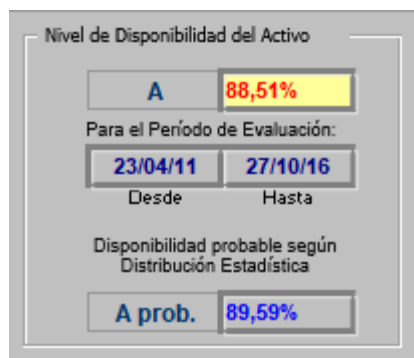 Nivel de Disponibilidad del Activo
A 88,51%
Para el Período de Evaluación:
23/04/11 27/10/16
Desde Hasta
Disponibilidad probable según
Distribución Estadística
A prob. 89,59%